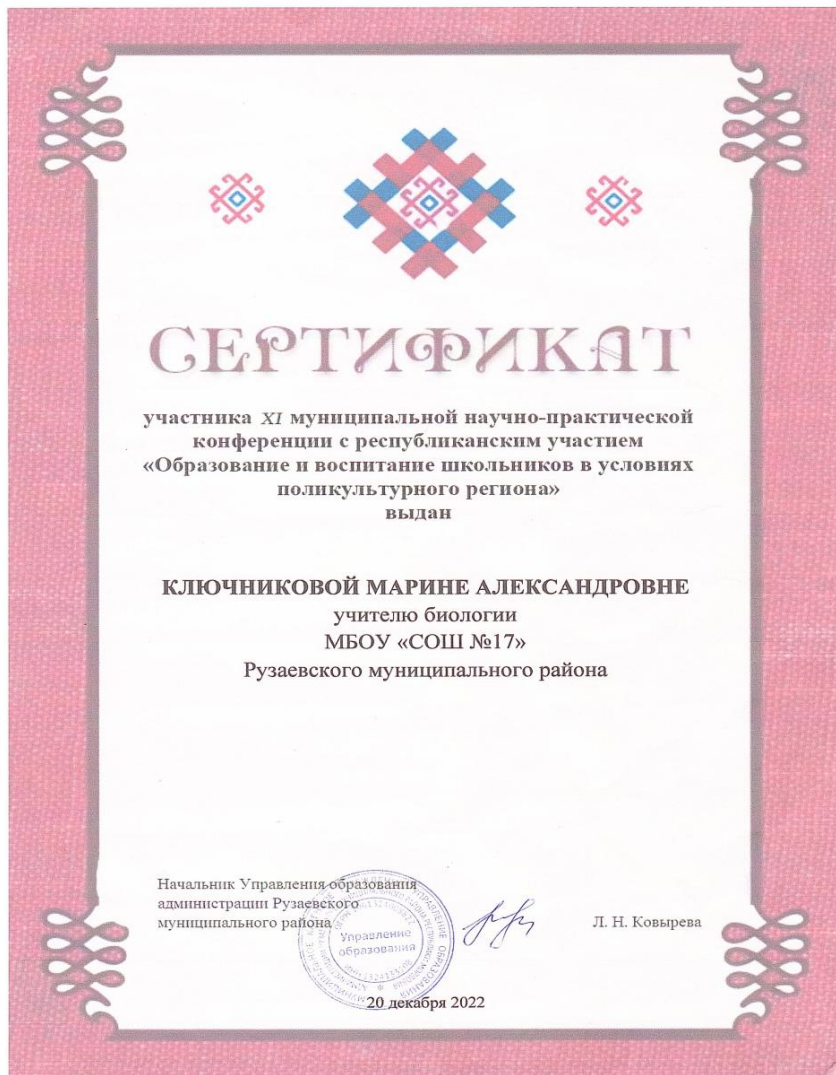 СЕРТИФИКАТ
участника XI муниципальной научно-практической
конференции с республиканским участием
«Образование и воспитание школьников в условиях
поликультурного региона»
выдан
КЛЮЧНИКОВОЙ МАРИНЕ АЛЕКСАНДРОВНЕ
учителю биологии
МБОУ «СОШ №17»
Рузаевского муниципального района
Начальник Управления образования
администрации Рузаевского
муниципального района
Л. Н. Ковырева
Управление
образования
20 декабря 2022